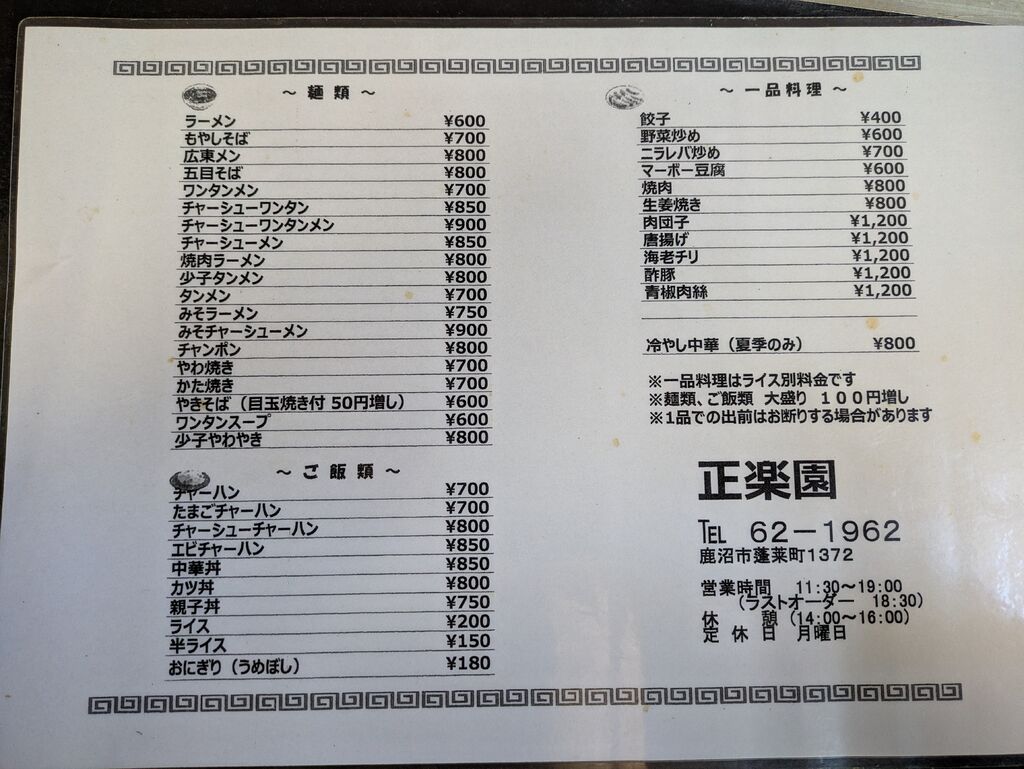 ～ 麺 類 ～
ラーメン ¥600
もやしそば ¥700
広東メン ¥800
五目そば ¥800
ワンタンメン ¥700
チャーシューワンタン ¥850
チャーシューワンタンメン ¥900
チャーシューメン ¥850
焼肉ラーメン ¥800
少子タンメン ¥800
タンメン ¥700
みそラーメン ¥750
みそチャーシューメン ¥900
チャンポン ¥800
やわ焼き ¥700
かた焼き ¥700
やきそば（目玉焼き付 50円増し） ¥600
ワンタンスープ ¥600
少子やわやき ¥800
～ ご 飯 類 ～
チャーハン ¥700
たまごチャーハン ¥700
チャーシューチャーハン ¥800
エビチャーハン ¥850
中華丼 ¥850
カツ丼 ¥800
親子丼 ¥750
ライス ¥200
半ライス ¥150
おにぎり（うめぼし） ¥180
～ 一品料理 ～
餃子 ¥400
野菜炒め ¥600
ニラレバ炒め ¥700
マーボー豆腐 ¥600
焼肉 ¥800
生姜焼き ¥800
肉団子 ¥1,200
唐揚げ ¥1,200
海老チリ ¥1,200
酢豚 ¥1,200
青椒肉絲 ¥1,200
冷やし中華（夏季のみ） ¥800
※一品料理はライス別料金です
※麺類、ご飯類 大盛り １００円増し
※１品での出前はお断りする場合があります
正楽園
TEL 62－1962
鹿沼市蓬莱町1372
営業時間 11:30～19:00
（ラストオーダー 18:30）
休 憩（14:00～16:00）
定 休 日 月曜日